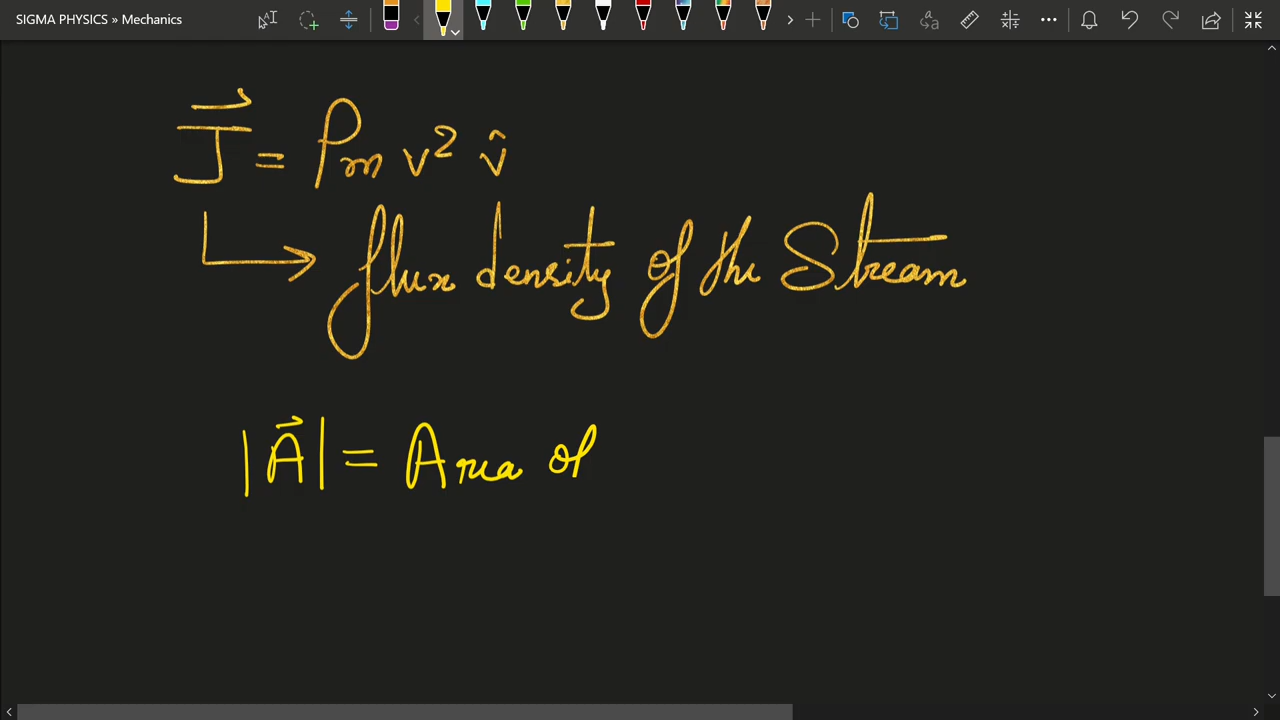 SIGMA PHYSICS » Mechanics
J⃗ = ρₘ v² v̂
↳ flux density of the Stream
|A⃗| = Area of